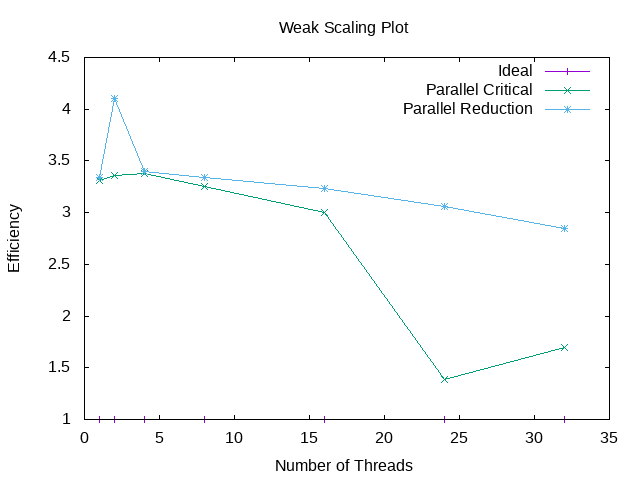 Weak Scaling Plot
4.5
4
3.5
3
2.5
2
1.5
1
Efficiency
Ideal
Parallel Critical
Parallel Reduction
0 5 10 15 20 25 30 35
Number of Threads